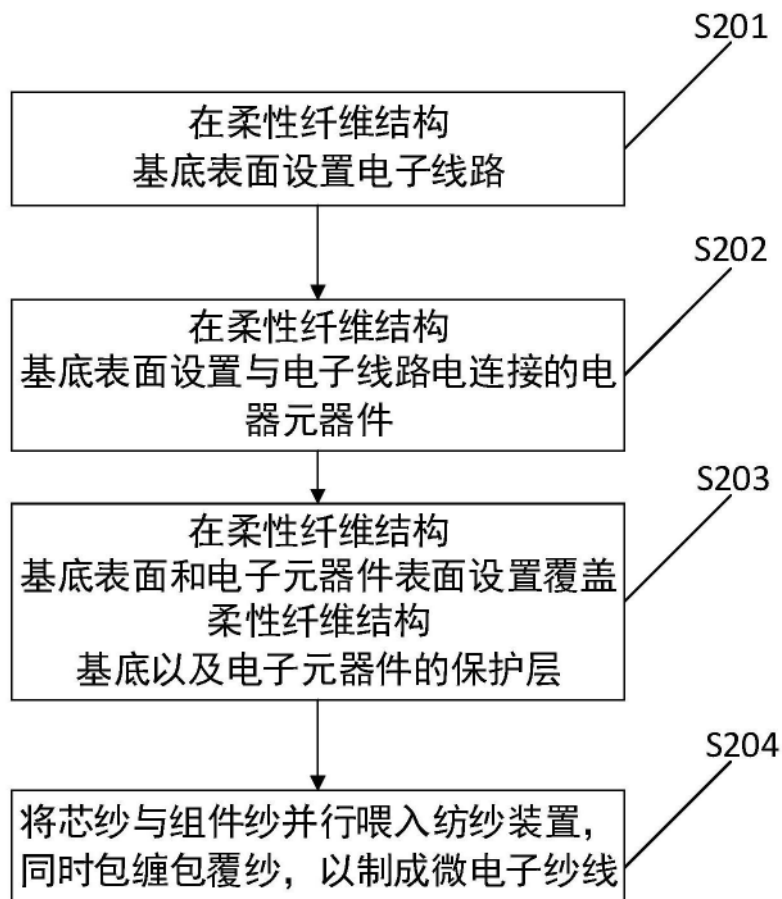 S201
在柔性纤维结构
基底表面设置电子线路
S202
在柔性纤维结构
基底表面设置与电子线路电连接的电
器元器件
S203
在柔性纤维结构
基底表面和电子元器件表面设置覆盖
柔性纤维结构
基底以及电子元器件的保护层
S204
将芯纱与组件纱并行喂入纺纱装置，
同时包缠包覆纱，以制成微电子纱线